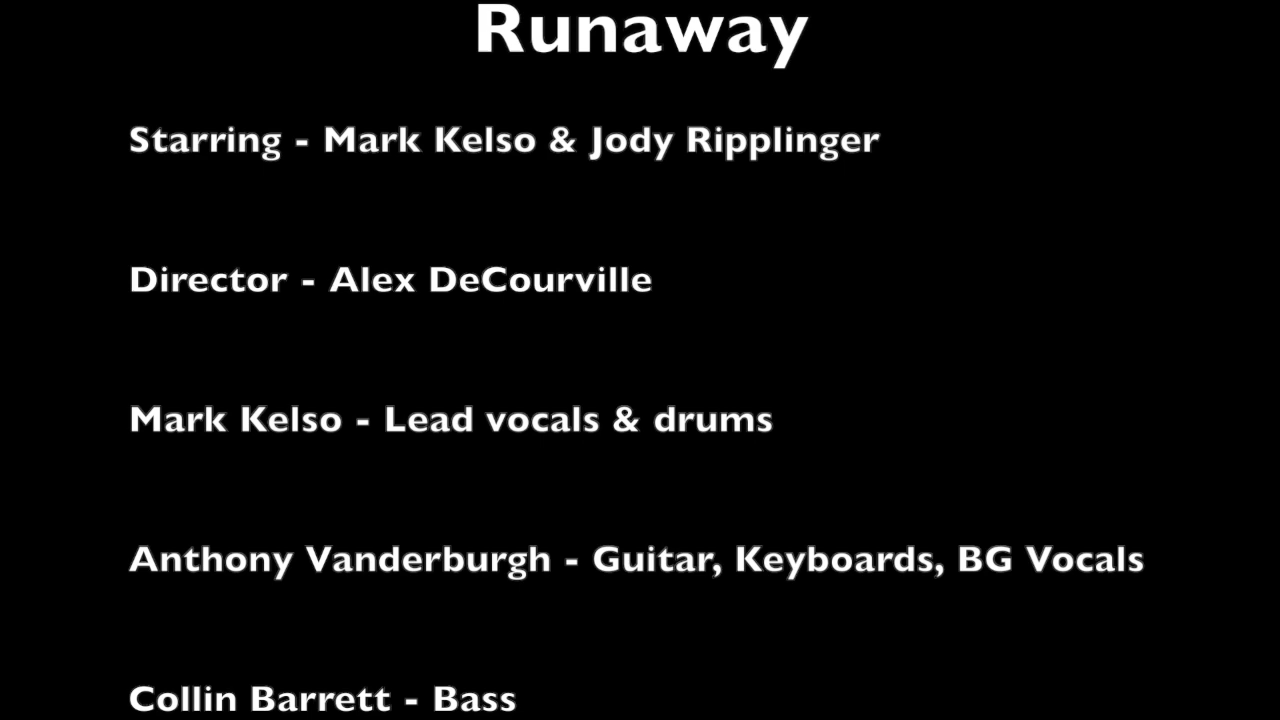 Runaway
Starring - Mark Kelso & Jody Ripplinger
Director - Alex DeCourville
Mark Kelso - Lead vocals & drums
Anthony Vanderburgh - Guitar, Keyboards, BG Vocals
Collin Barrett - Bass